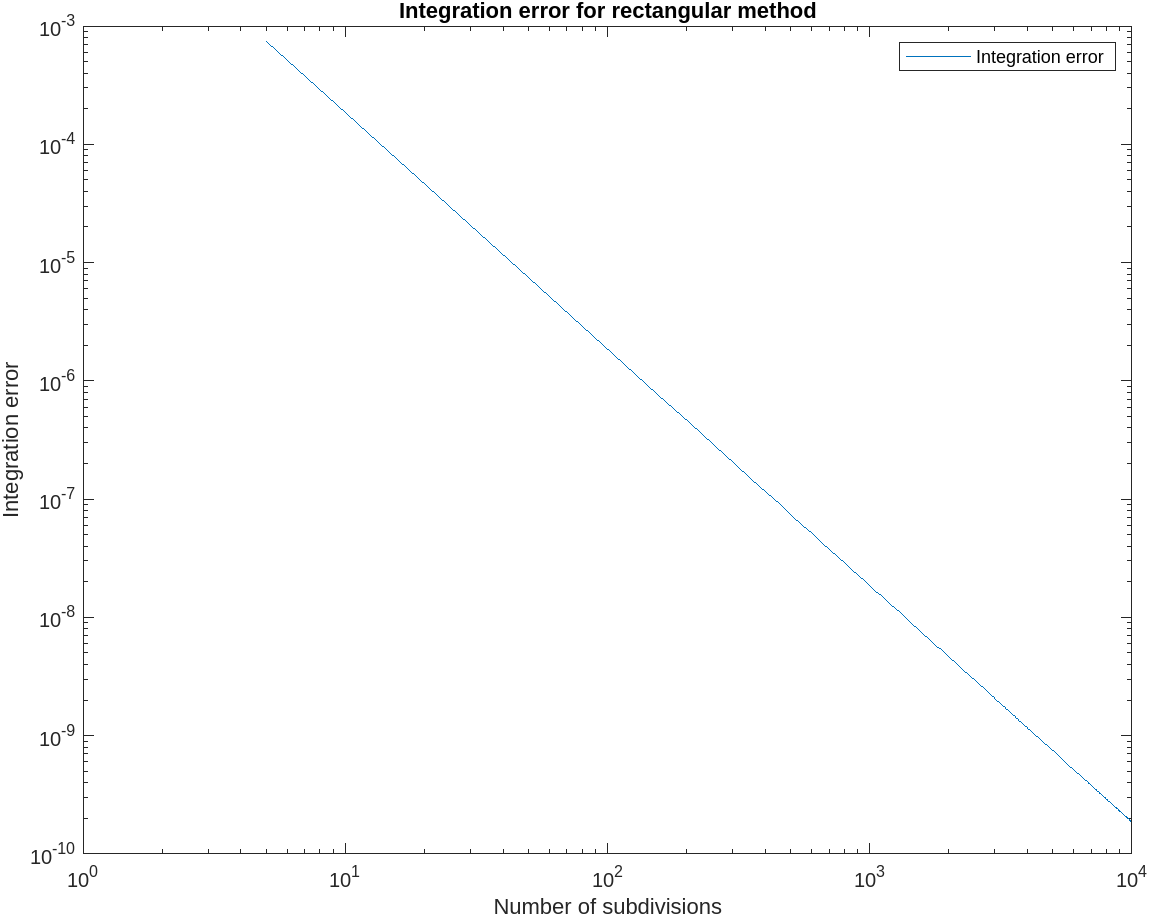 Integration error for rectangular method
Integration error
10^-3
10^-4
10^-5
10^-6
10^-7
10^-8
10^-9
10^-10
Integration error
10^0 10^1 10^2 10^3 10^4
Number of subdivisions